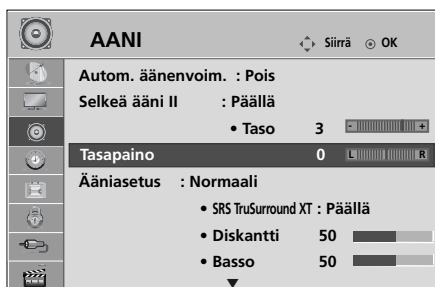 AANI Siirrä OK
Autom. äänenvoim. : Pois
Selkeä ääni II : Päällä
• Taso 3 - +
Tasapaino 0 L R
Ääniasetus : Normaali
• SRS TruSurround XT : Päällä
• Diskantti 50
• Basso 50